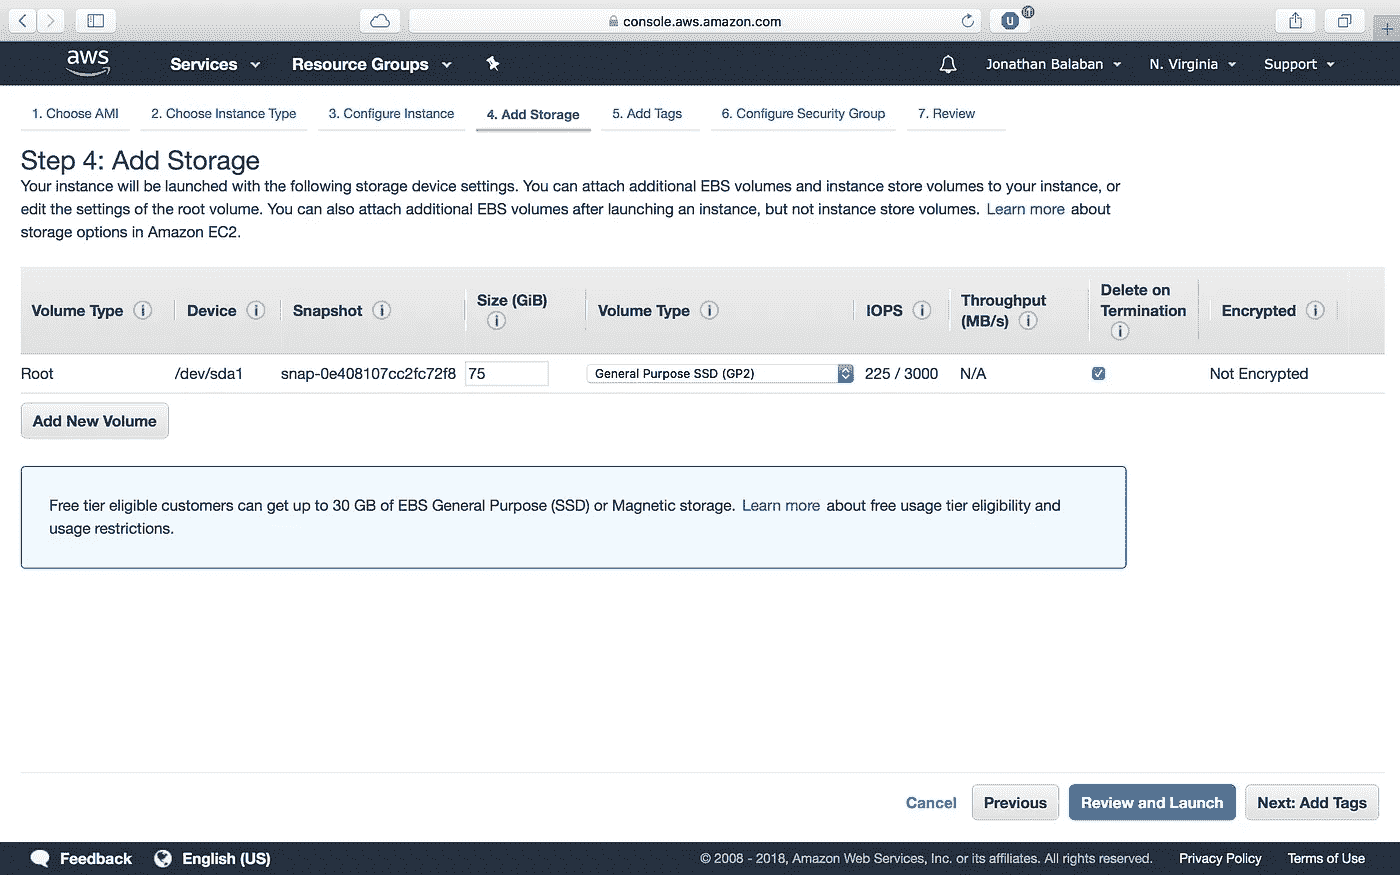 console.aws.amazon.com
aws Services Resource Groups Jonathan Balaban N. Virginia Support
1. Choose AMI 2. Choose Instance Type 3. Configure Instance 4. Add Storage 5. Add Tags 6. Configure Security Group 7. Review
Step 4: Add Storage
Your instance will be launched with the following storage device settings. You can attach additional EBS volumes and instance store volumes to your instance, or
edit the settings of the root volume. You can also attach additional EBS volumes after launching an instance, but not instance store volumes. Learn more about
storage options in Amazon EC2.
Volume Type i Device i Snapshot i Size (GiB) i Volume Type i IOPS i Throughput (MB/s) i Delete on Termination i Encrypted i
Root /dev/sda1 snap-0e408107cc2fc72f8 75 General Purpose SSD (GP2) 225 / 3000 N/A Not Encrypted
Add New Volume
Free tier eligible customers can get up to 30 GB of EBS General Purpose (SSD) or Magnetic storage. Learn more about free usage tier eligibility and
usage restrictions.
Cancel Previous Review and Launch Next: Add Tags
Feedback English (US) © 2008 - 2018, Amazon Web Services, Inc. or its affiliates. All rights reserved. Privacy Policy Terms of Use